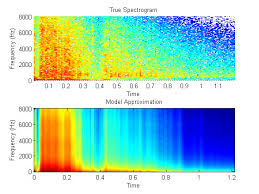 True Spectrogram
Frequency (Hz)
8000
6000
4000
2000
0
0.1 0.2 0.3 0.4 0.5 0.6 0.7 0.8 0.9 1 1.1
Time
Model Approximation
Frequency (Hz)
8000
6000
4000
2000
0
0 0.2 0.4 0.6 0.8 1 1.2
Time